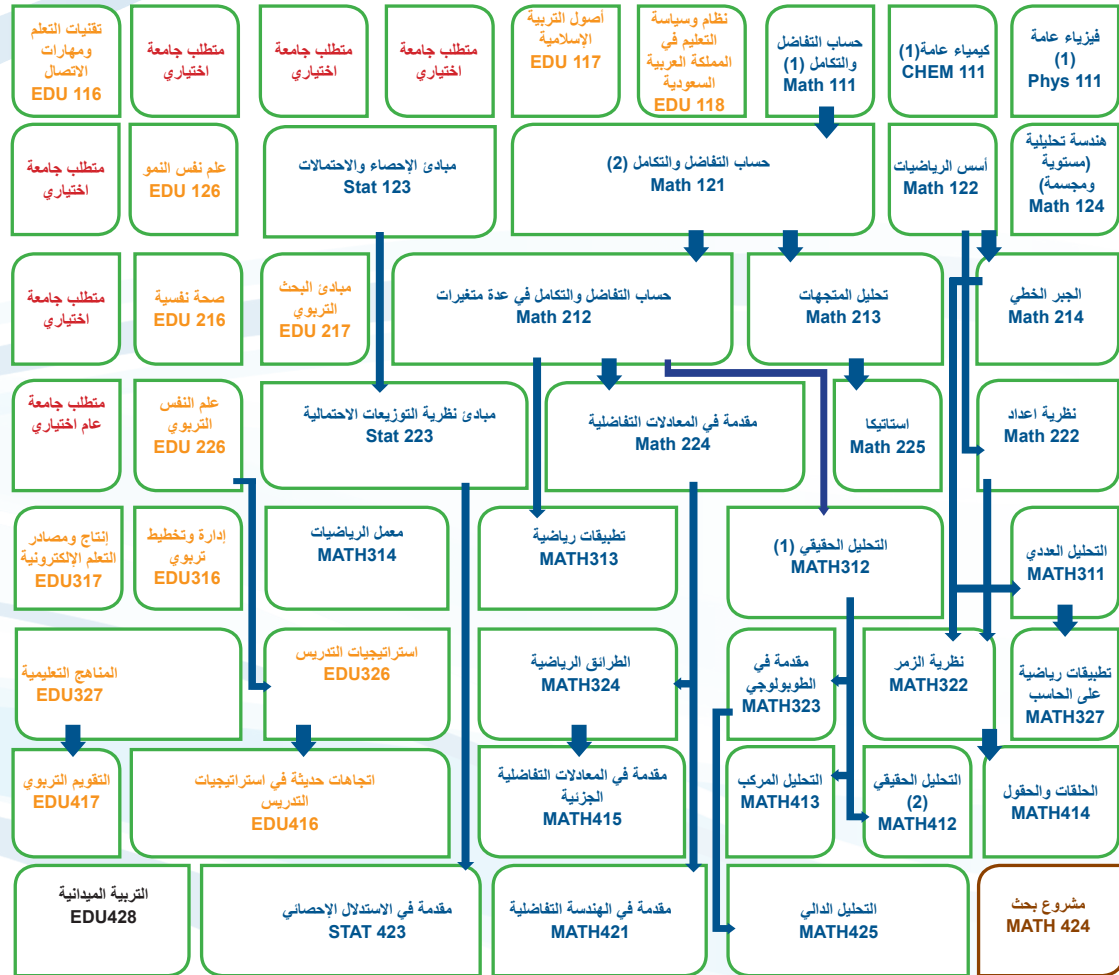 فيزياء عامة
(1)
Phys 111
كيمياء عامة(1)
CHEM 111
حساب التفاضل
والتكامل (1)
Math 111
نظام وسياسة
التعليم في
المملكة العربية
السعودية
EDU 118
أصول التربية
الإسلامية
EDU 117
متطلب جامعة
اختياري
متطلب جامعة
اختياري
متطلب جامعة
اختياري
تقنيات التعلم
ومهارات
الاتصال
EDU 116
هندسة تحليلية
(مستوية
ومجسمة)
Math 124
أسس الرياضيات
Math 122
حساب التفاضل والتكامل (2)
Math 121
مبادئ الإحصاء والاحتمالات
Stat 123
علم نفس النمو
EDU 126
متطلب جامعة
اختياري
الجبر الخطي
Math 214
تحليل المتجهات
Math 213
حساب التفاضل والتكامل في عدة متغيرات
Math 212
مبادئ البحث
التربوي
EDU 217
صحة نفسية
EDU 216
متطلب جامعة
اختياري
نظرية اعداد
Math 222
استاتيكا
Math 225
مقدمة في المعادلات التفاضلية
Math 224
مبادئ نظرية التوزيعات الاحتمالية
Stat 223
علم النفس
التربوي
EDU 226
متطلب جامعة
عام اختياري
التحليل العددي
MATH311
التحليل الحقيقي (1)
MATH312
تطبيقات رياضية
MATH313
معمل الرياضيات
MATH314
إدارة وتخطيط
تربوي
EDU316
إنتاج ومصادر
التعلم الإلكترونية
EDU317
تطبيقات رياضية
على الحاسب
MATH327
نظرية الزمر
MATH322
مقدمة في
الطوبولوجي
MATH323
الطرائق الرياضية
MATH324
استراتيجيات التدريس
EDU326
المناهج التعليمية
EDU327
الحلقات والحقول
MATH414
التحليل الحقيقي
(2)
MATH412
التحليل المركب
MATH413
مقدمة في المعادلات التفاضلية
الجزئية
MATH415
اتجاهات حديثة في استراتيجيات
التدريس
EDU416
التقويم التربوي
EDU417
مشروع بحث
MATH 424
التحليل الدالي
MATH425
مقدمة في الهندسة التفاضلية
MATH421
مقدمة في الاستدلال الإحصائي
STAT 423
التربية الميدانية
EDU428